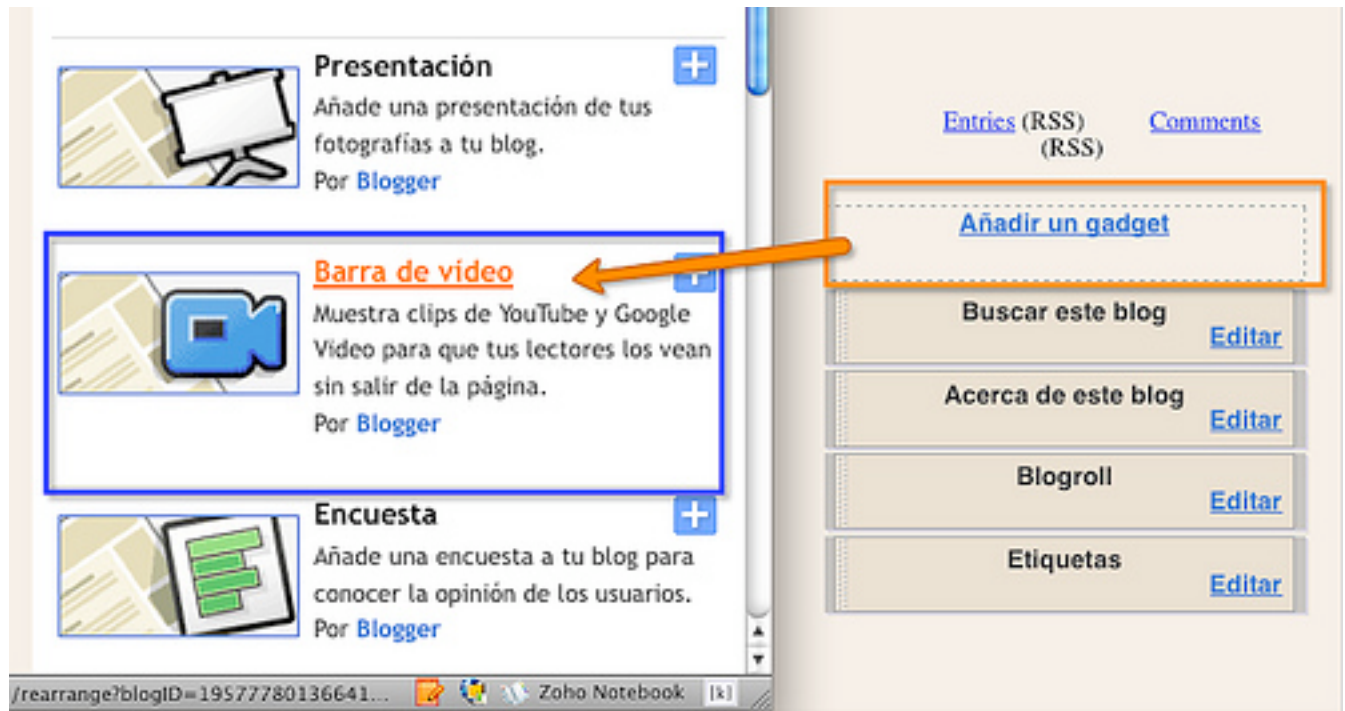 Presentación
Añade una presentación de tus
fotografías a tu blog.
Por Blogger
Barra de vídeo
Muestra clips de YouTube y Google
Video para que tus lectores los vean
sin salir de la página.
Por Blogger
Encuesta
Añade una encuesta a tu blog para
conocer la opinión de los usuarios.
Por Blogger
/rearrange?blogID=19577780136641...
Zoho Notebook
[k]
Entries (RSS) Comments
(RSS)
Añadir un gadget
Buscar este blog
Editar
Acerca de este blog
Editar
Blogroll
Editar
Etiquetas
Editar